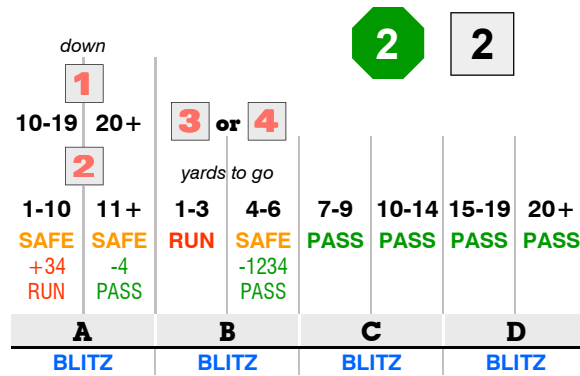 2 2
down
1
10-19 20+ 3 or 4
2 yards to go
1-10 11+ 1-3 4-6 7-9 10-14 15-19 20+
SAFE SAFE RUN SAFE PASS PASS PASS PASS
+34 -4 -1234
RUN PASS PASS
A B C D
BLITZ BLITZ BLITZ BLITZ